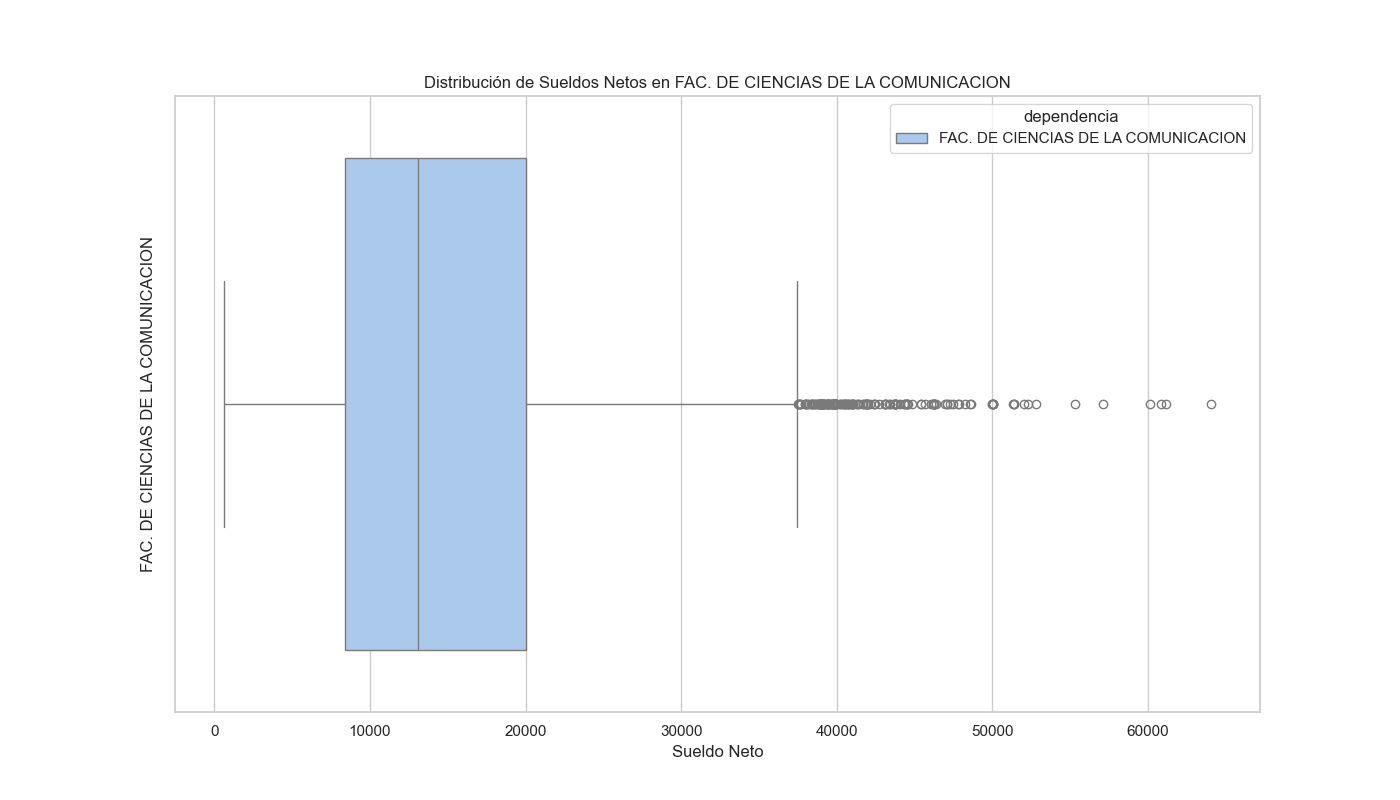 Distribución de Sueldos Netos en FAC. DE CIENCIAS DE LA COMUNICACION
dependencia
FAC. DE CIENCIAS DE LA COMUNICACION
FAC. DE CIENCIAS DE LA COMUNICACION
0
10000
20000
30000
40000
50000
60000
Sueldo Neto